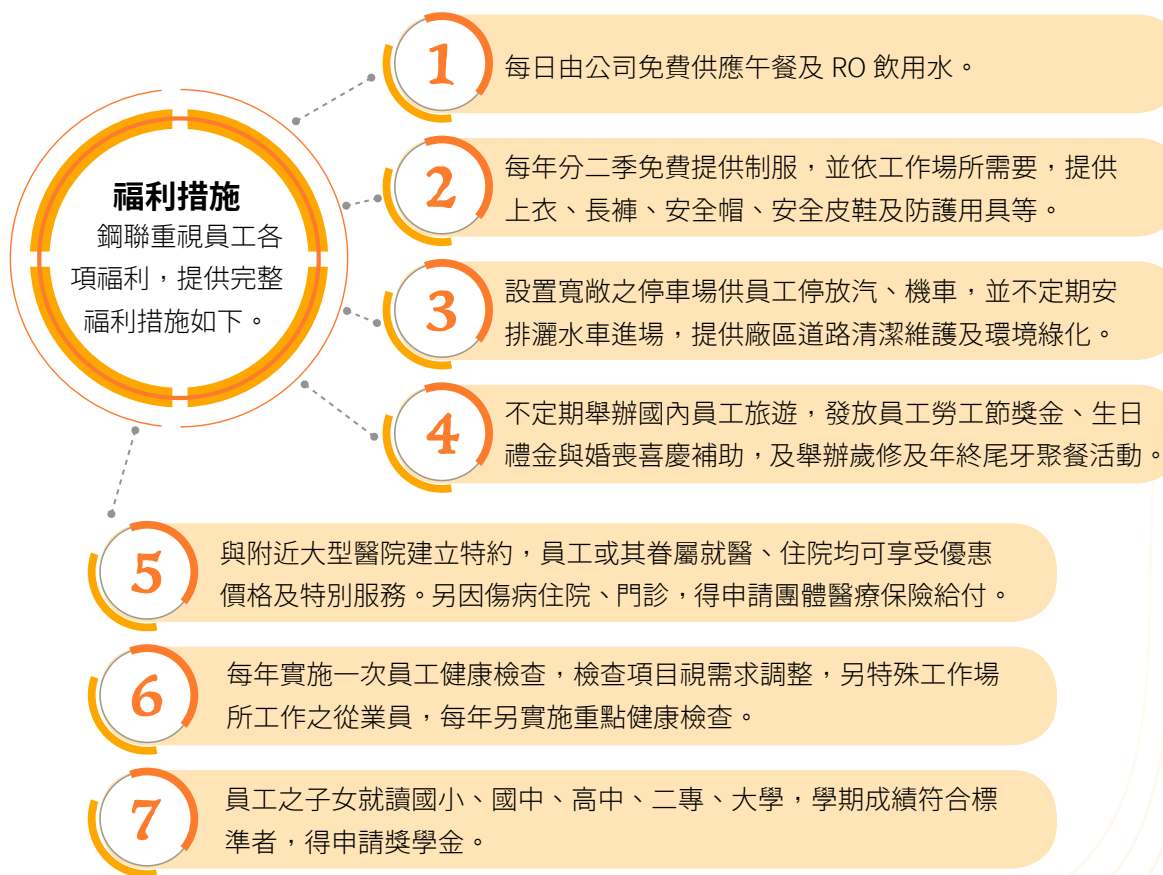 福利措施
鋼聯重視員工各
項福利,提供完整
福利措施如下。
1
每日由公司免費供應午餐及 RO 飲用水。
2
每年分二季免費提供制服,並依工作場所需要,提供
上衣、長褲、安全帽、安全皮鞋及防護用具等。
3
設置寬敞之停車場供員工停放汽、機車,並不定期安
排灑水車進場,提供廠區道路清潔維護及環境綠化。
4
不定期舉辦國內員工旅遊,發放員工勞工節獎金、生日
禮金與婚喪喜慶補助,及舉辦歲修及年終尾牙聚餐活動。
5
與附近大型醫院建立特約,員工或其眷屬就醫、住院均可享受優惠
價格及特別服務。另因傷病住院、門診,得申請團體醫療保險給付。
6
每年實施一次員工健康檢查,檢查項目視需求調整,另特殊工作場
所工作之從業員,每年另實施重點健康檢查。
7
員工之子女就讀國小、國中、高中、二專、大學,學期成績符合標
準者,得申請獎學金。